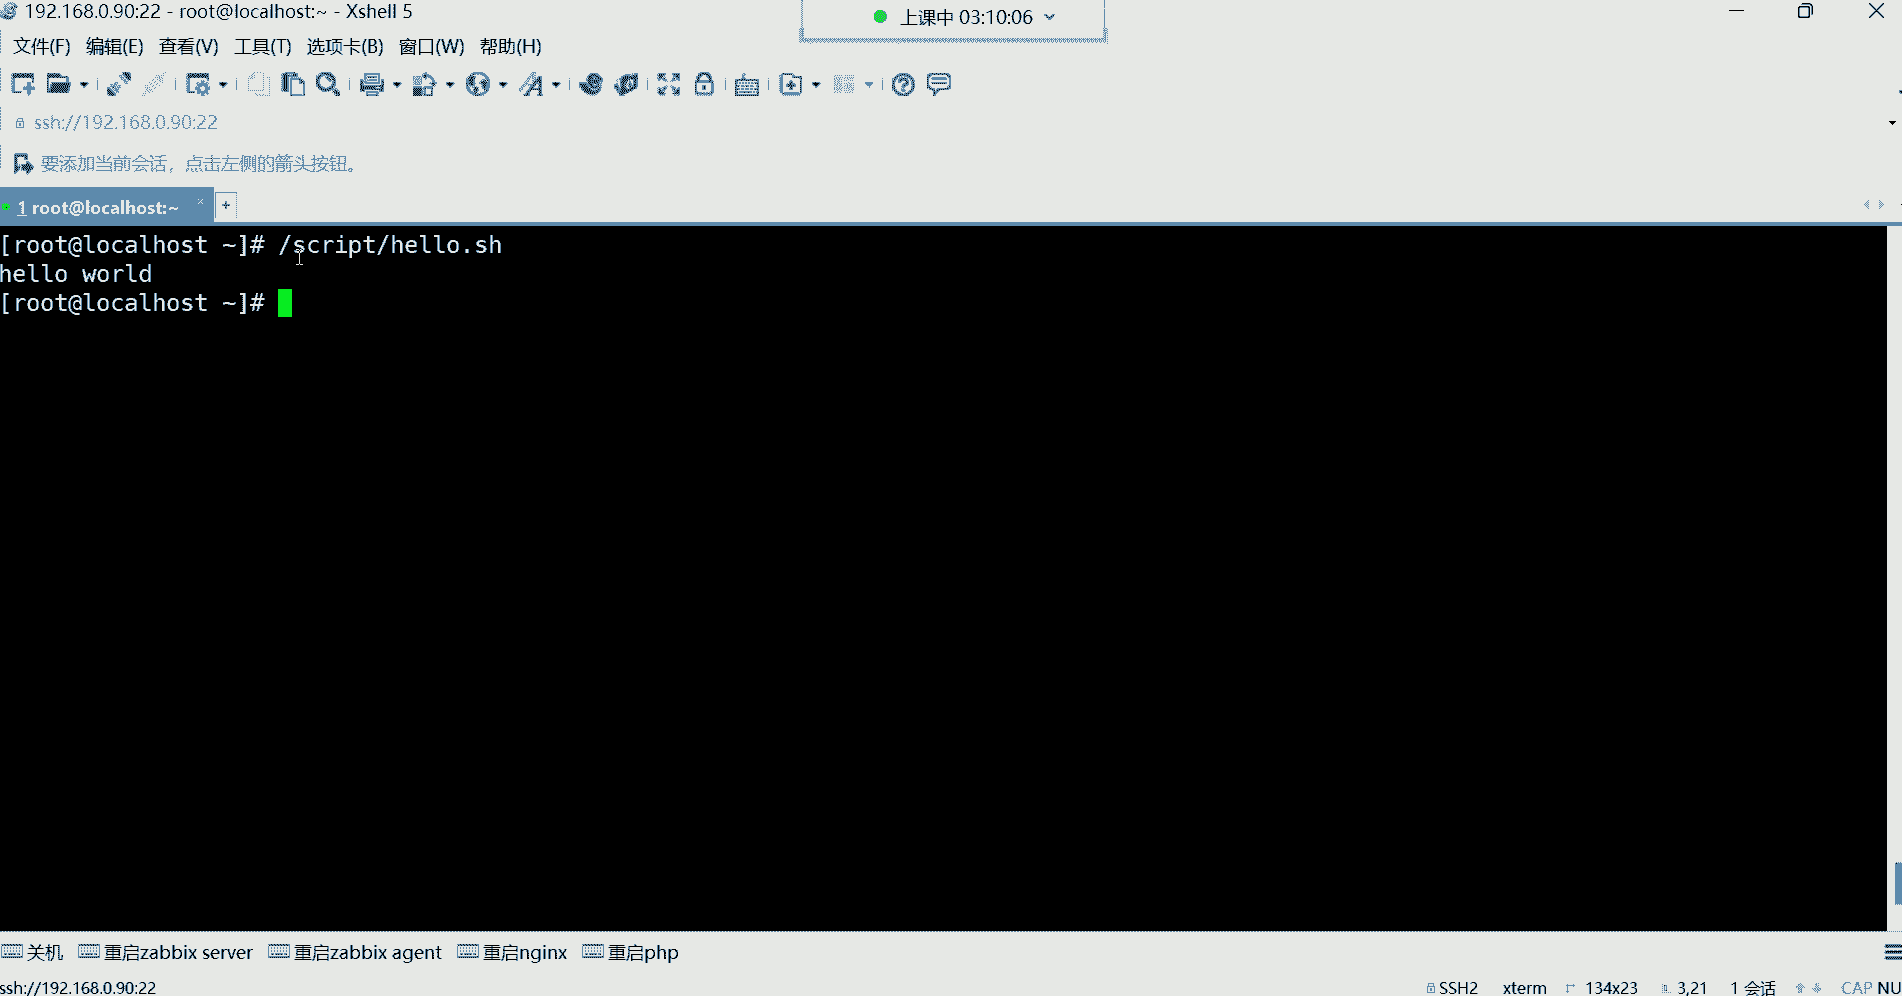 192.168.0.90:22 - root@localhost:~ - Xshell 5
上课中 03:10:06
文件(F) 编辑(E) 查看(V) 工具(T) 选项卡(B) 窗口(W) 帮助(H)
ssh://192.168.0.90:22
要添加当前会话，点击左侧的箭头按钮。
1 root@localhost:~ × +
[root@localhost ~]# /script/hello.sh
hello world
[root@localhost ~]#
关机 重启zabbix server 重启zabbix agent 重启nginx 重启php
ssh://192.168.0.90:22 SSH2 xterm 134x23 3,21 1 会话 CAP NU